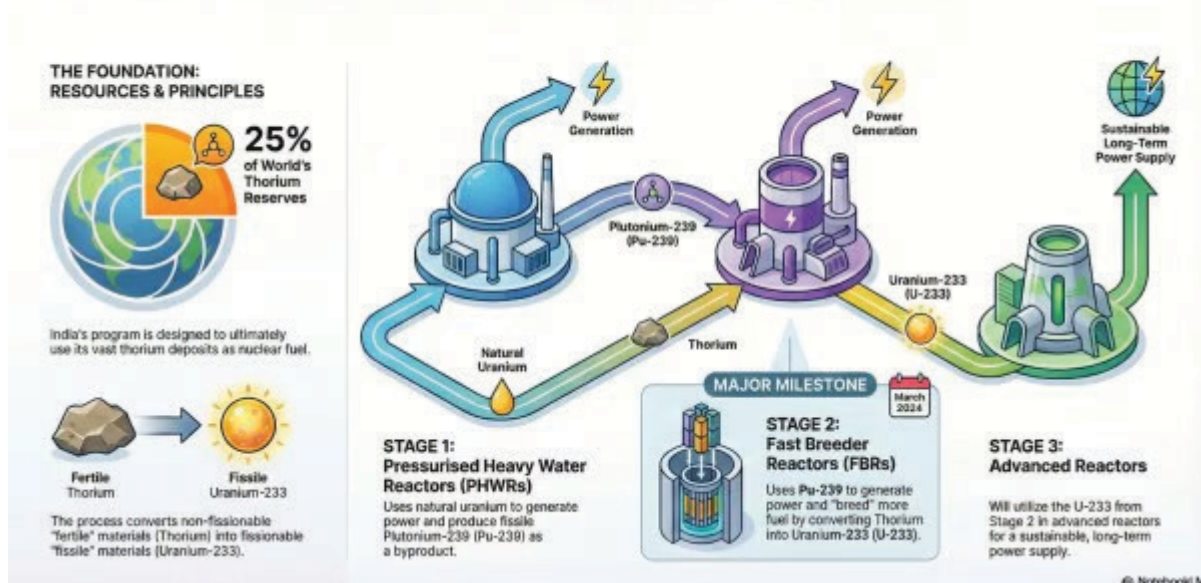 THE FOUNDATION:
RESOURCES & PRINCIPLES
25%
of World's
Thorium
Reserves
India's program is designed to ultimately
use its vast thorium deposits as nuclear fuel.
Fertile
Thorium
Fissile
Uranium-233
The process converts non-fissionable
"fertile" materials (Thorium) into fissionable
"fissile" materials (Uranium-233).
Power
Generation
Plutonium-239
(Pu-239)
Natural
Uranium
Thorium
Power
Generation
Uranium-233
(U-233)
Sustainable
Long-Term
Power Supply
STAGE 1:
Pressurised Heavy Water
Reactors (PHWRs)
Uses natural uranium to generate
power and produce fissile
Plutonium-239 (Pu-239) as
a byproduct.
MAJOR MILESTONE
March
2024
STAGE 2:
Fast Breeder
Reactors (FBRs)
Uses Pu-239 to generate
power and "breed" more
fuel by converting Thorium
into Uranium-233 (U-233).
STAGE 3:
Advanced Reactors
Will utilize the U-233 from
Stage 2 in advanced reactors
for a sustainable, long-term
power supply.